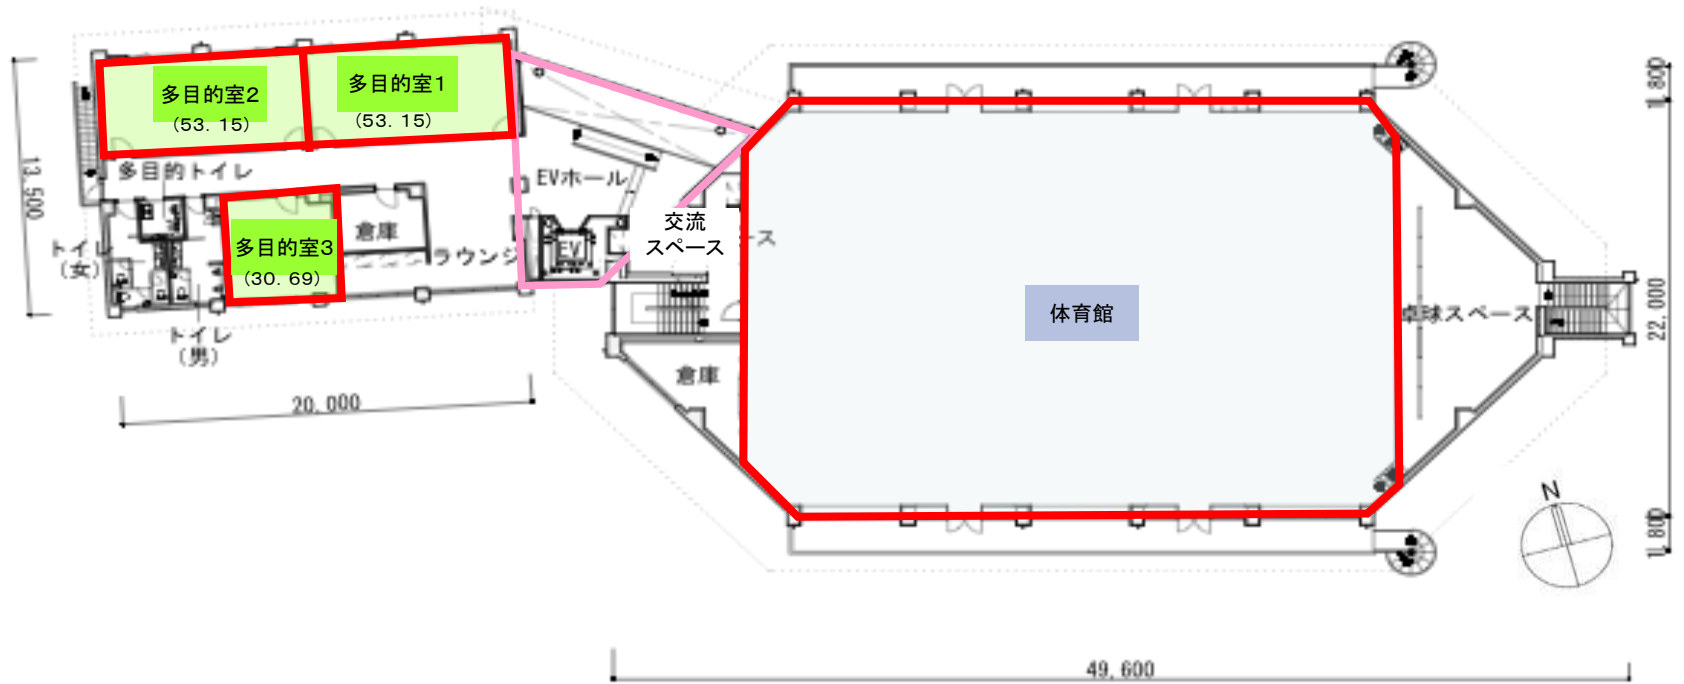 多目的室2
(53. 15)
多目的室1
(53. 15)
1,800
13,500
多目的トイレ
EVホール
交流
スペース
ース
多目的室3
(30. 69)
倉庫
ラウンジ
EV
トイレ
(女)
トイレ
(男)
体育館
卓球スペース
22,000
倉庫
20,000
N
1,800
49,600